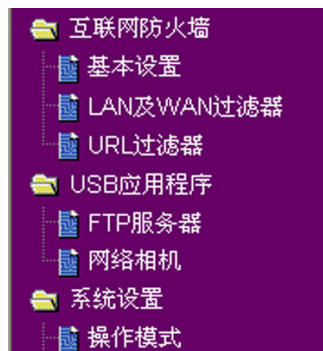 互联网防火墙
基本设置
LAN及WAN过滤器
URL过滤器
USB应用程序
FTP服务器
网络相机
系统设置
操作模式